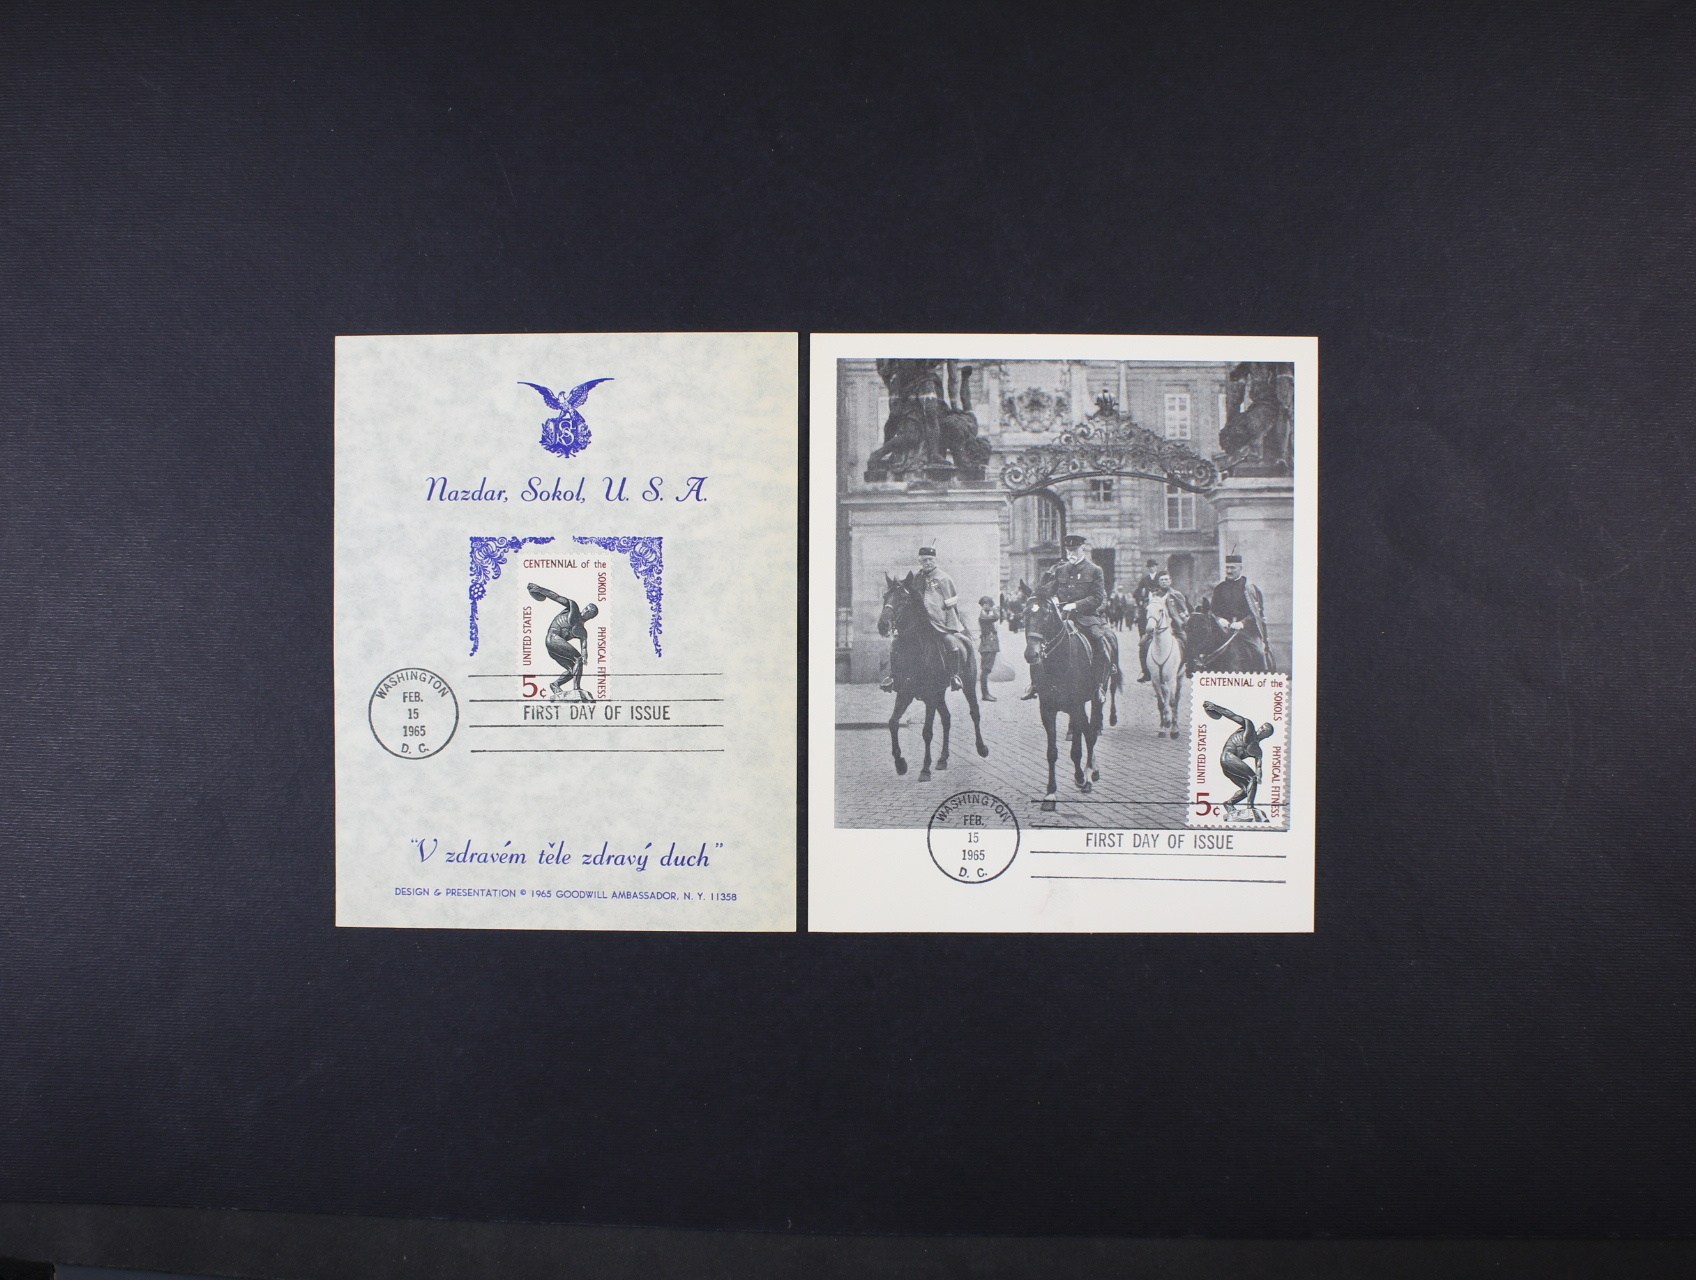 Nazdar, Sokol, U. S. A.
CENTENNIAL of the
SOKOLS
PHYSICAL FITNESS
UNITED STATES
5¢
WASHINGTON
FEB.
15
1965
D. C.
FIRST DAY OF ISSUE
"V zdravém těle zdravý duch"
DESIGN & PRESENTATION © 1965 GOODWILL AMBASSADOR, N. Y. 11358
CENTENNIAL of the
SOKOLS
PHYSICAL FITNESS
UNITED STATES
5¢
WASHINGTON
FEB.
15
1965
D. C.
FIRST DAY OF ISSUE